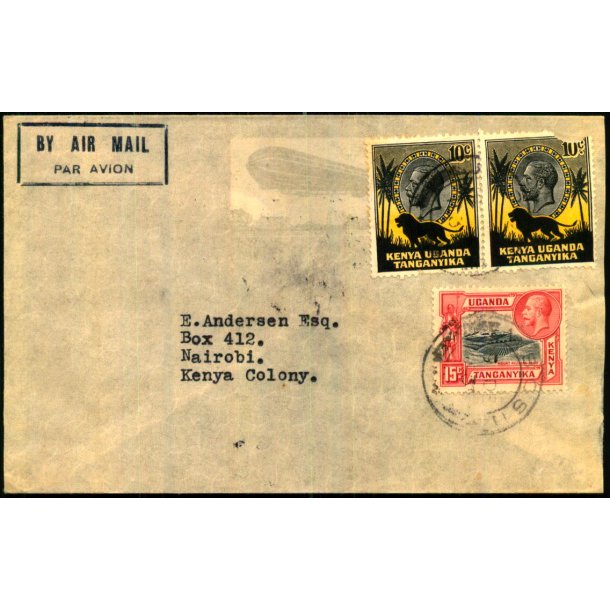 BY AIR MAIL
PAR AVION
10c
KENYA UGANDA
TANGANYIKA
10c
KENYA UGANDA
TANGANYIKA
UGANDA
KENYA
15c
TANGANYIKA
E.Andersen Esq.
Box 412.
Nairobi.
Kenya Colony.